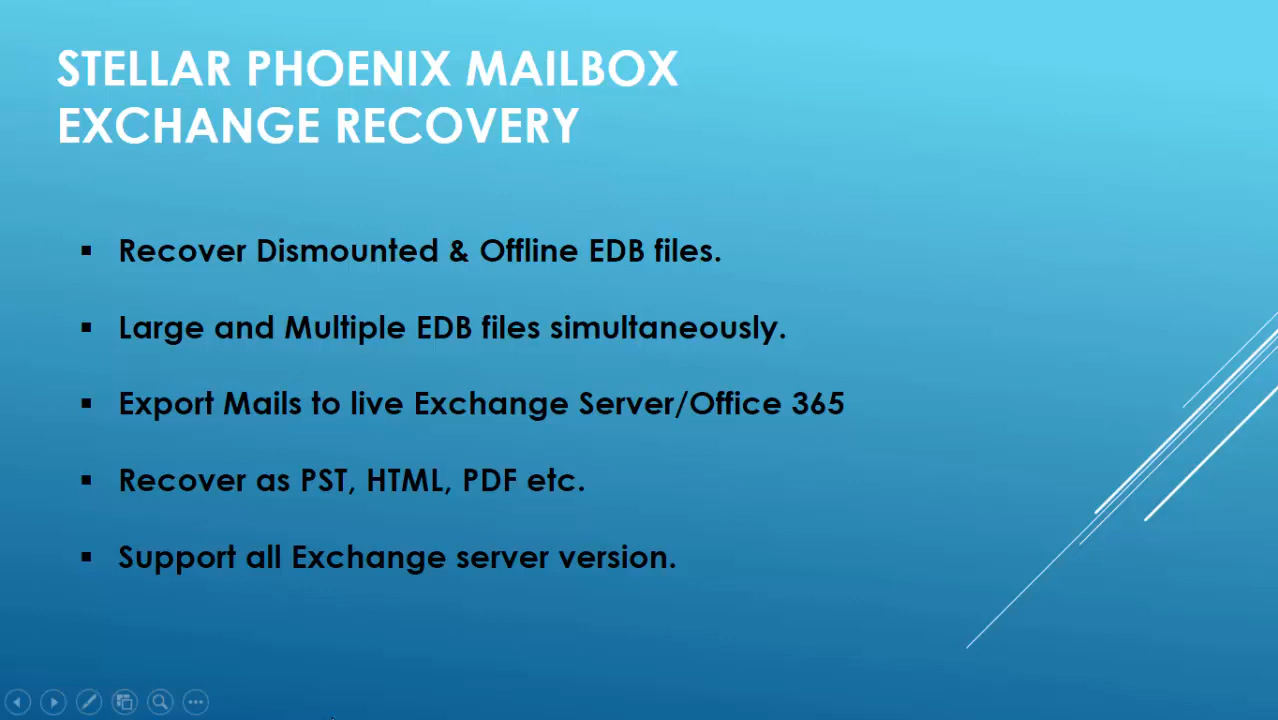 STELLAR PHOENIX MAILBOX
EXCHANGE RECOVERY
▪ Recover Dismounted & Offline EDB files.
▪ Large and Multiple EDB files simultaneously.
▪ Export Mails to live Exchange Server/Office 365
▪ Recover as PST, HTML, PDF etc.
▪ Support all Exchange server version.